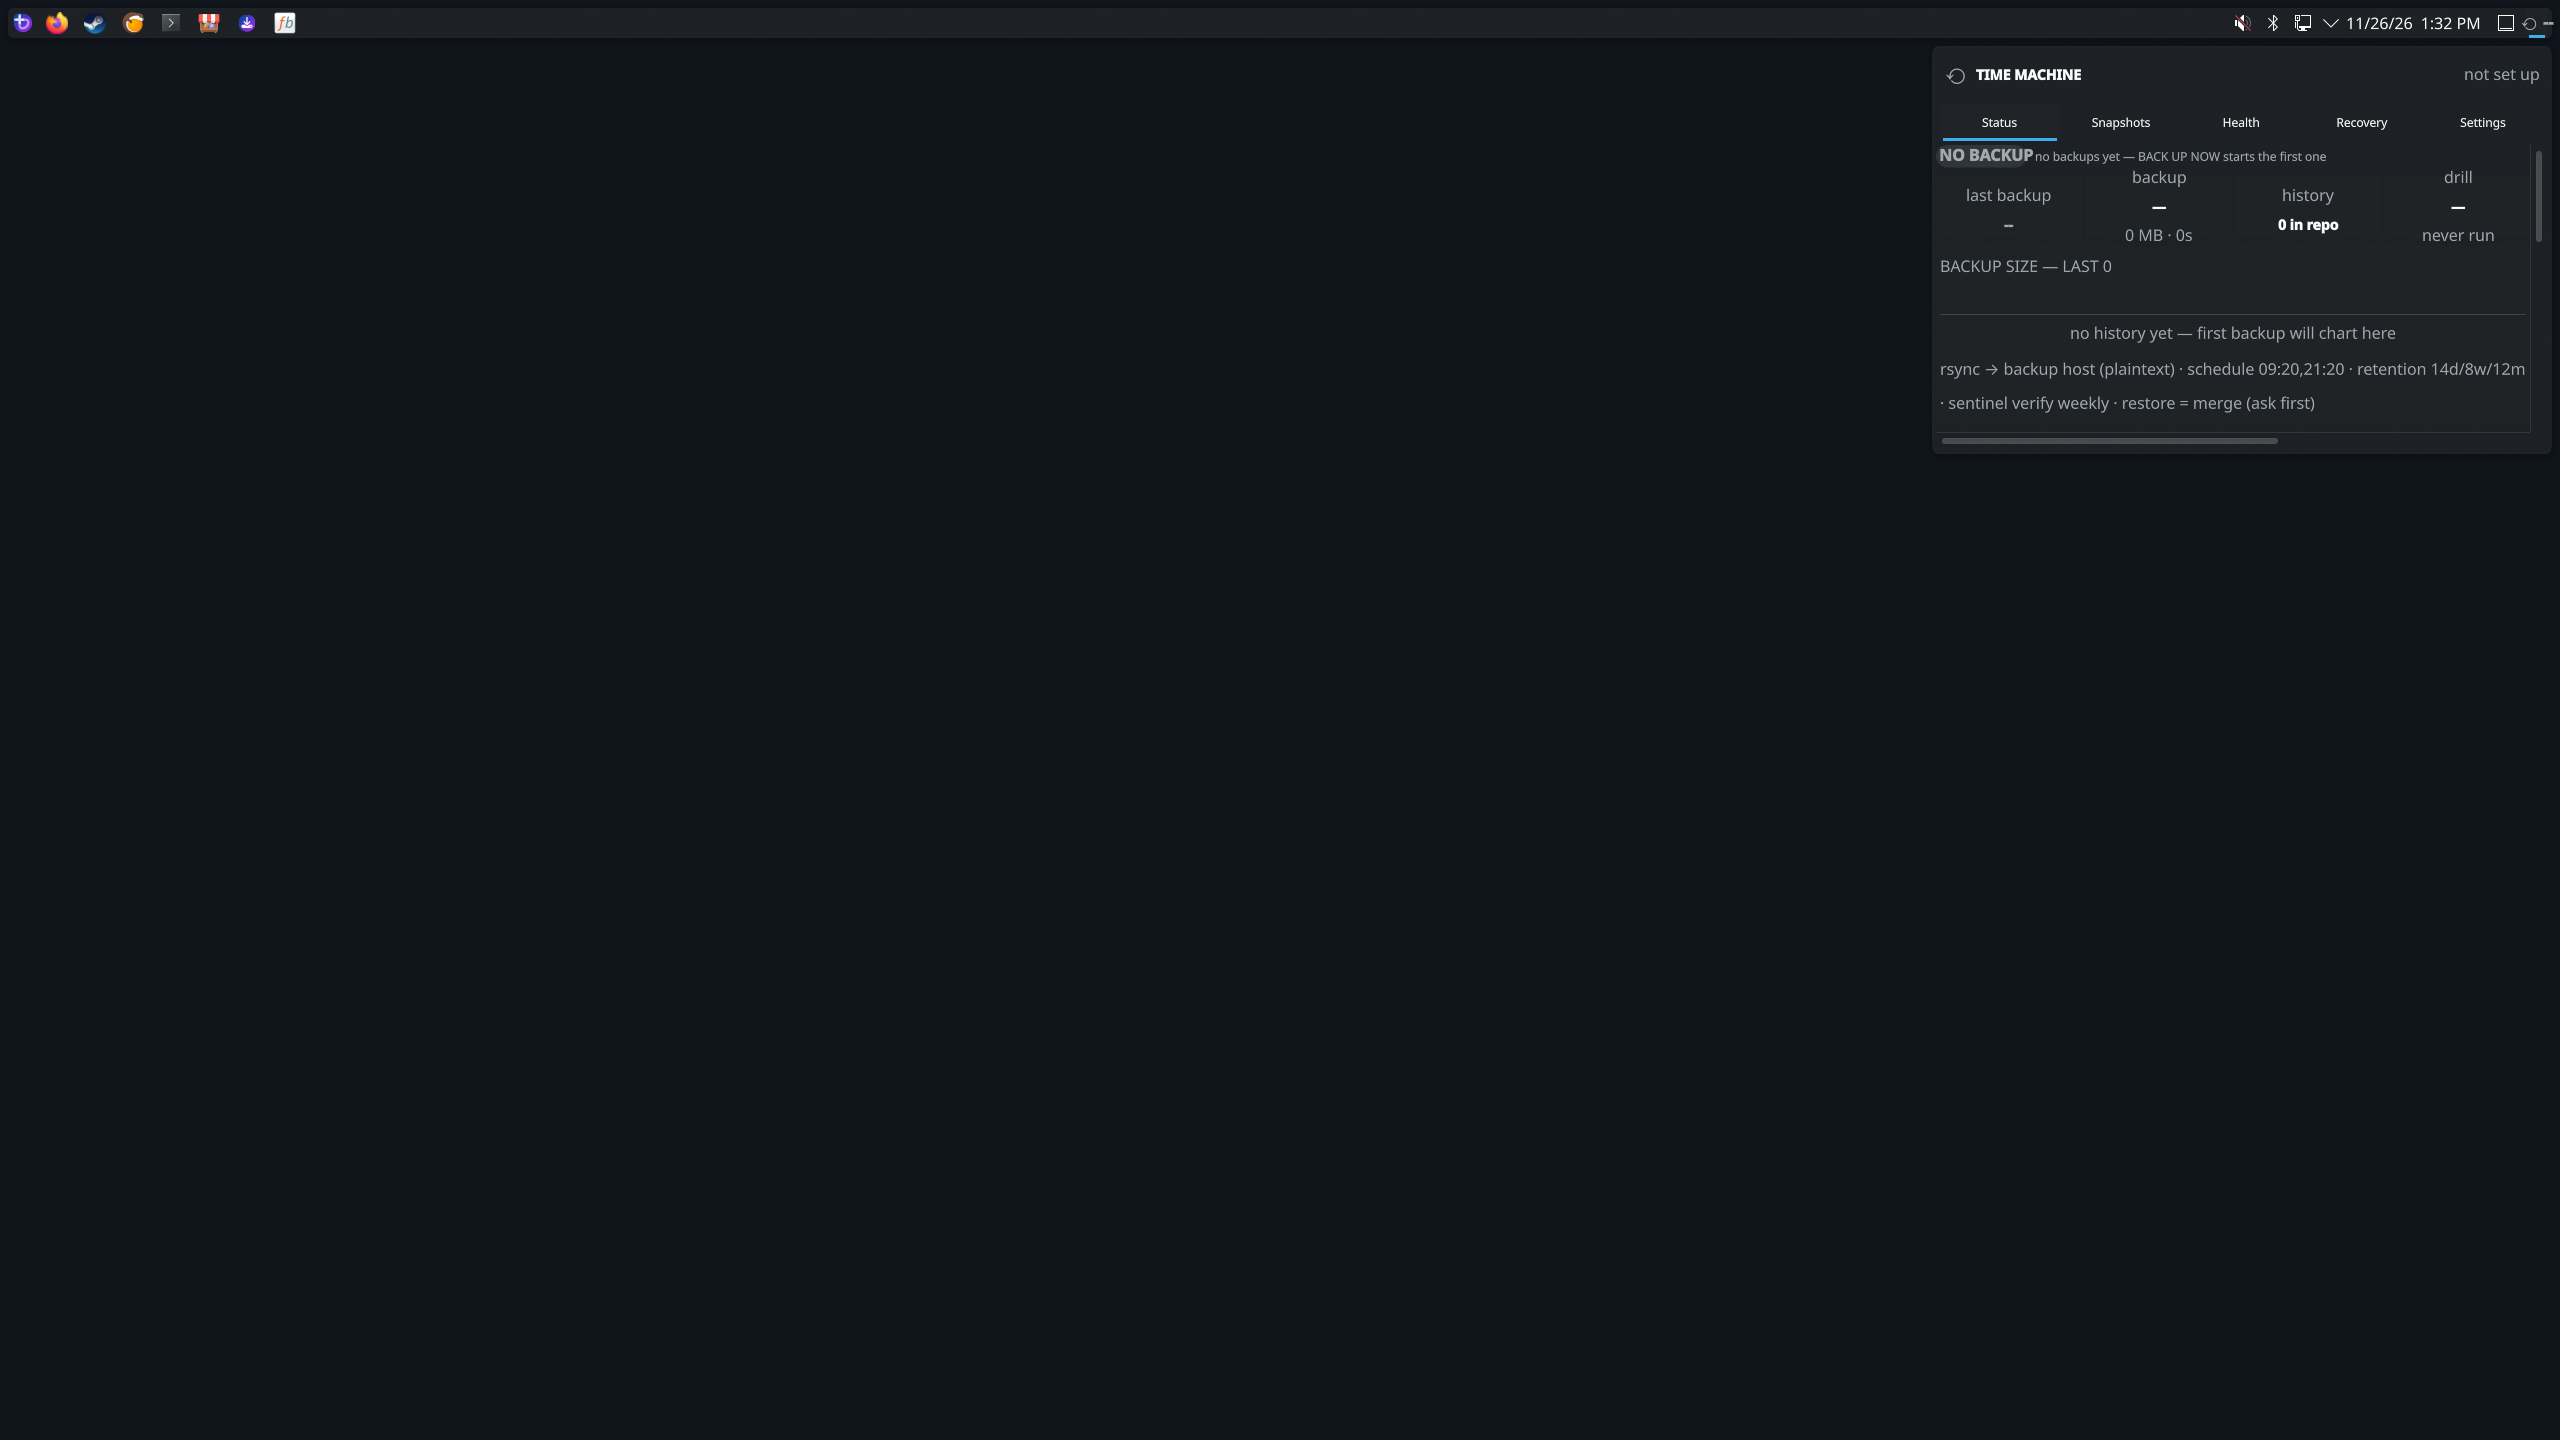 fb
11/26/26 1:32 PM
TIME MACHINE
not set up
Status Snapshots Health Recovery Settings
NO BACKUP no backups yet — BACK UP NOW starts the first one
last backup
--
backup
—
0 MB · 0s
history
0 in repo
drill
—
never run
BACKUP SIZE — LAST 0
no history yet — first backup will chart here
rsync → backup host (plaintext) · schedule 09:20,21:20 · retention 14d/8w/12m
· sentinel verify weekly · restore = merge (ask first)